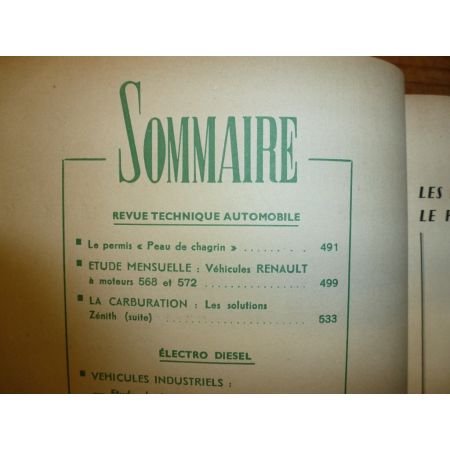 SOMMAIRE
REVUE TECHNIQUE AUTOMOBILE
■ Le permis « Peau de chagrin » .......... 491
■ ETUDE MENSUELLE : Véhicules RENAULT
à moteurs 568 et 572 .............. 499
■ LA CARBURATION : Les solutions
Zénith (suite) .................. 533
ÉLECTRO DIESEL
■ VEHICULES INDUSTRIELS :
LES
LE